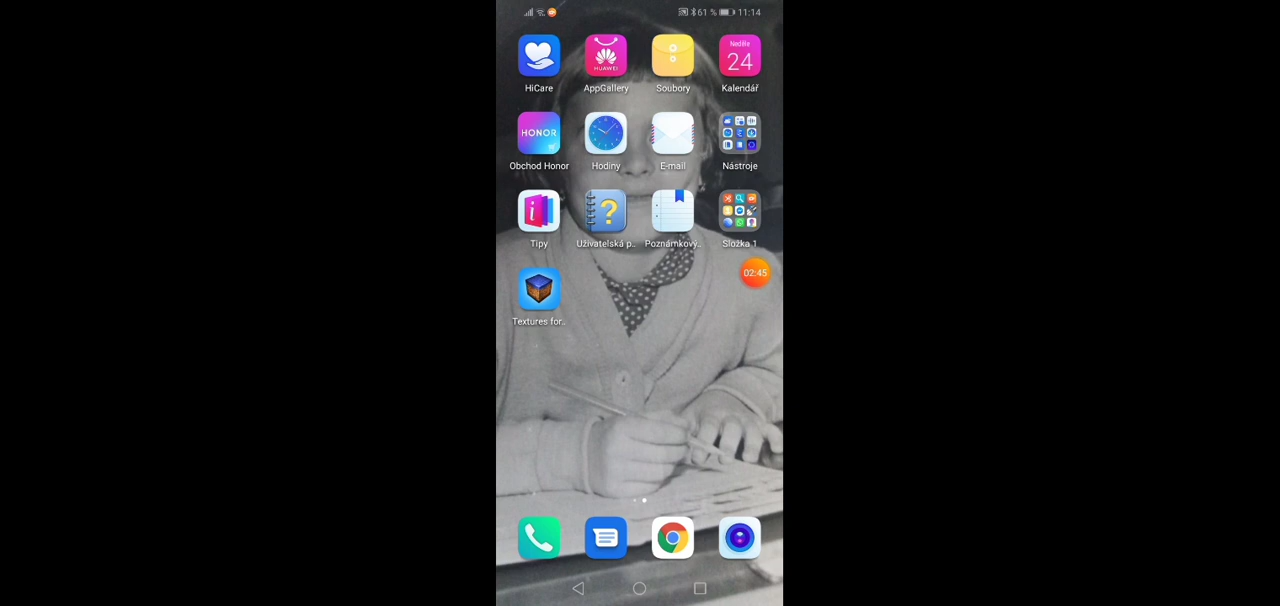 61 % 11:14
Neděle
24
HUAWEI
HiCare AppGallery Soubory Kalendář
HONOR
Obchod Honor Hodiny E-mail Nástroje
i ?
Tipy Uživatelská p.. Poznámkový.. Složka 1
02:45
Textures for..